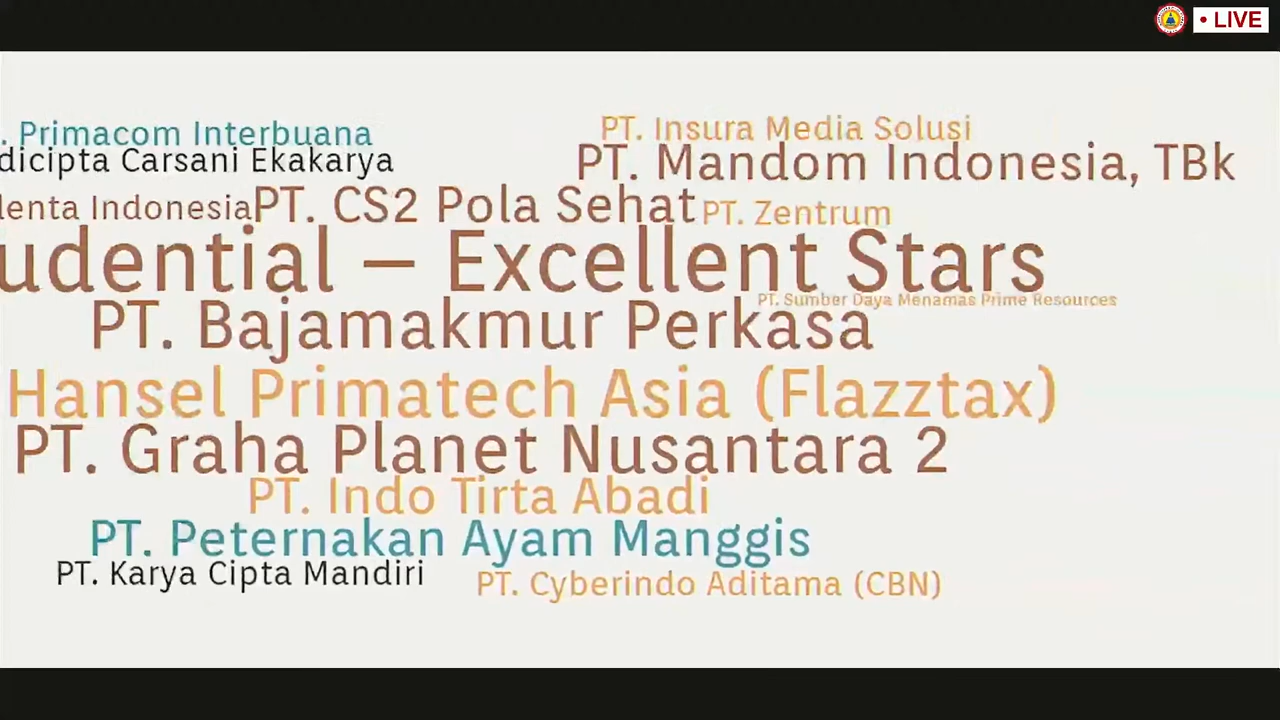 • LIVE
. Primacom Interbuana
PT. Insura Media Solusi
dicipta Carsani Ekakarya
PT. Mandom Indonesia, TBk
lenta Indonesia
PT. CS2 Pola Sehat
PT. Zentrum
udential – Excellent Stars
PT. Sumber Daya Menamas Prime Resources
PT. Bajamakmur Perkasa
Hansel Primatech Asia (Flazztax)
PT. Graha Planet Nusantara 2
PT. Indo Tirta Abadi
PT. Peternakan Ayam Manggis
PT. Karya Cipta Mandiri
PT. Cyberindo Aditama (CBN)